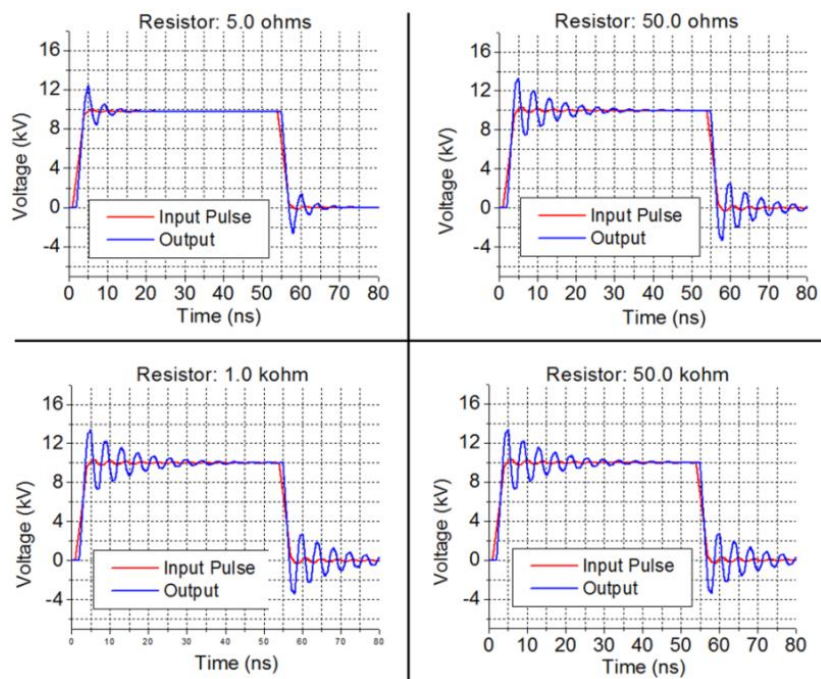 Resistor: 5.0 ohms
16
12
8
4
0
-4
Voltage (kV)
Input Pulse
Output
0 10 20 30 40 50 60 70 80
Time (ns)
Resistor: 50.0 ohms
16
12
8
4
0
-4
Voltage (kV)
Input Pulse
Output
0 10 20 30 40 50 60 70 80
Time (ns)
Resistor: 1.0 kohm
16
12
8
4
0
-4
Voltage (kV)
Input Pulse
Output
0 10 20 30 40 50 60 70 80
Time (ns)
Resistor: 50.0 kohm
16
12
8
4
0
-4
Voltage (kV)
Input Pulse
Output
0 10 20 30 40 50 60 70 80
Time (ns)